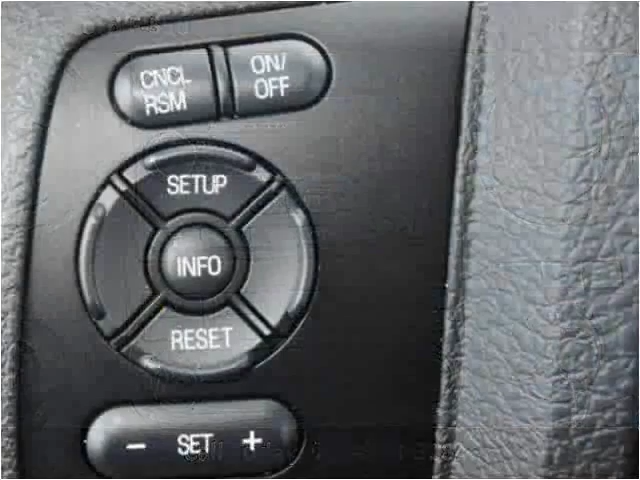 CNCL
RSM
ON/
OFF
SETUP
INFO
RESET
- SET +